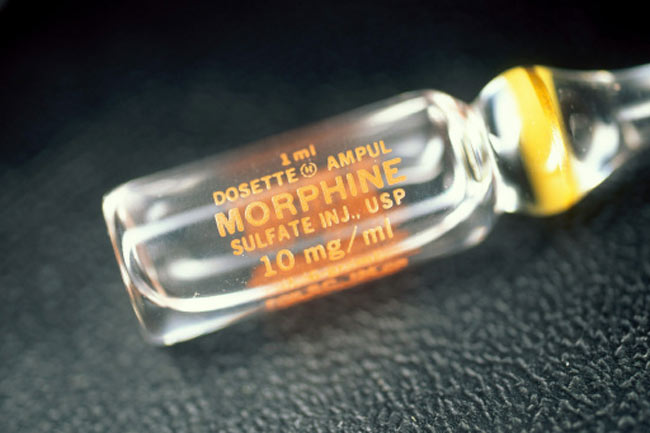 1 ml
DOSETTE Ⓗ AMPUL
MORPHINE
SULFATE INJ., USP
10 mg/ml